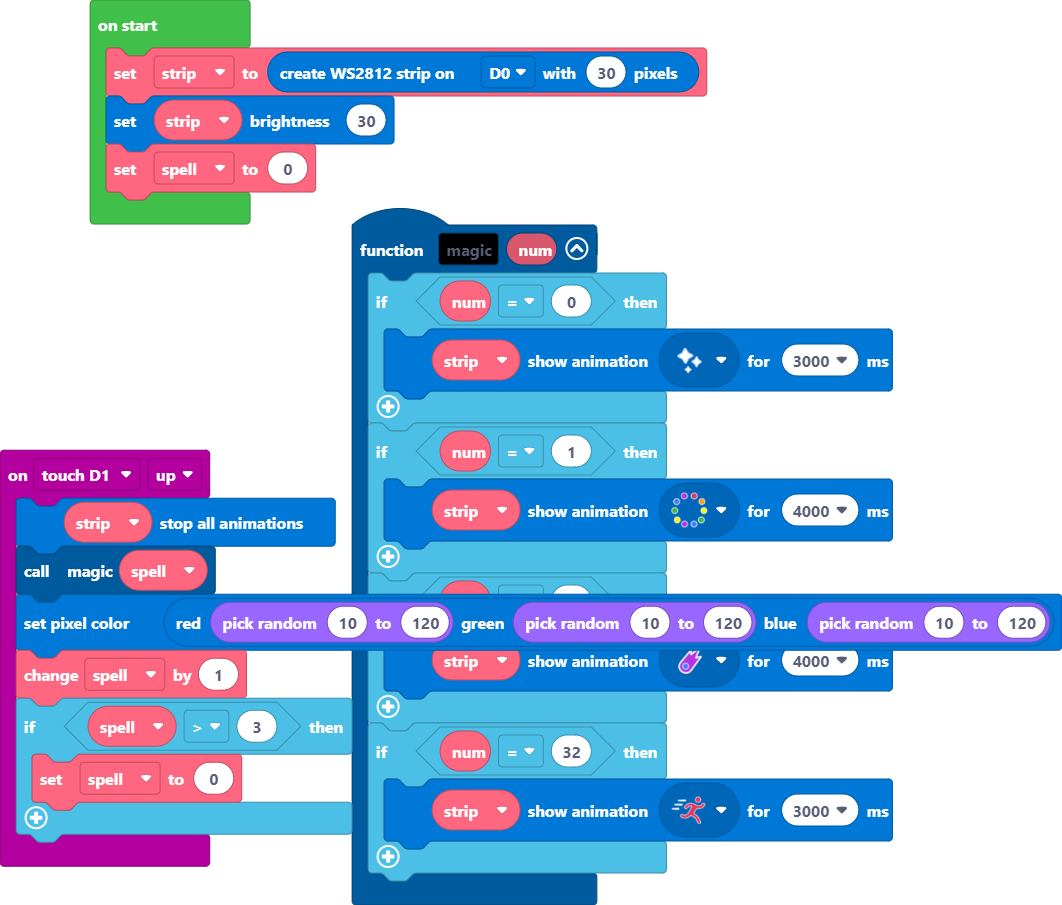 on start
set strip to create WS2812 strip on D0 with 30 pixels
set strip brightness 30
set spell to 0
function magic num
if num = 0 then
strip show animation for 3000 ms
if num = 1 then
strip show animation for 4000 ms
on touch D1 up
strip stop all animations
call magic spell
set pixel color red pick random 10 to 120 green pick random 10 to 120 blue pick random 10 to 120
strip show animation for 4000 ms
change spell by 1
if spell > 3 then
set spell to 0
if num = 32 then
strip show animation for 3000 ms